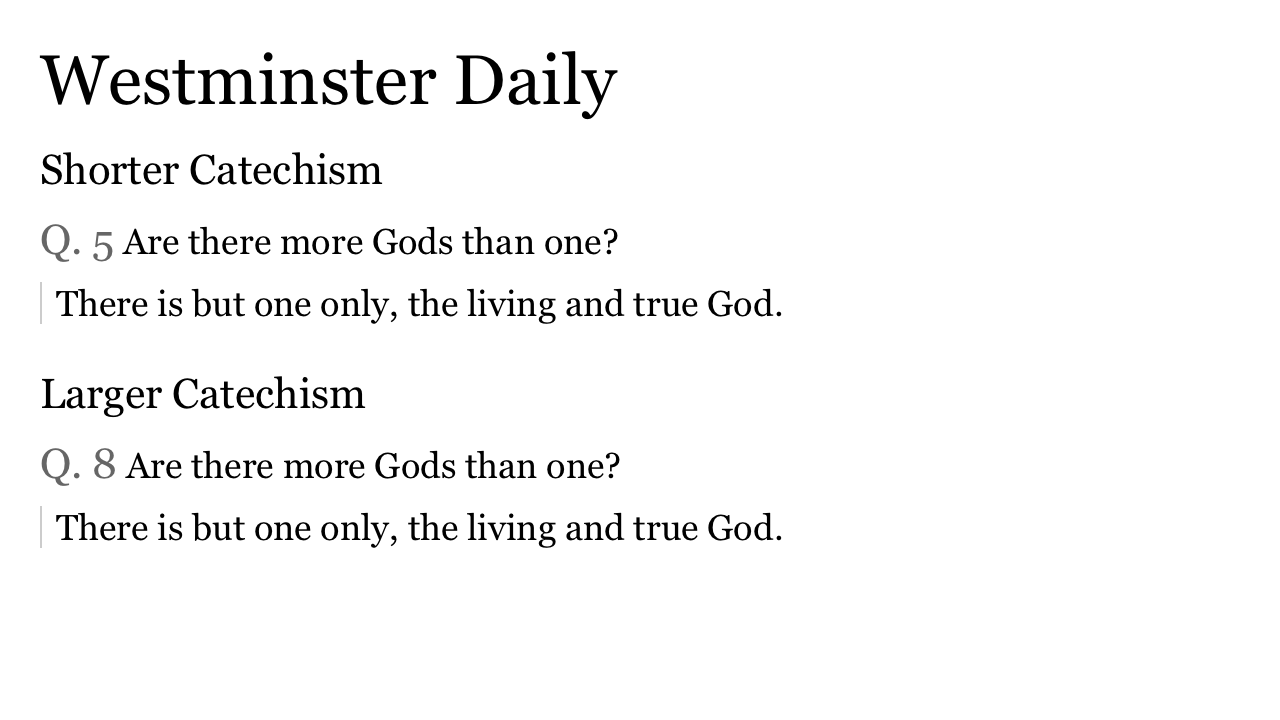 Westminster Daily
Shorter Catechism
Q. 5 Are there more Gods than one?
There is but one only, the living and true God.
Larger Catechism
Q. 8 Are there more Gods than one?
There is but one only, the living and true God.